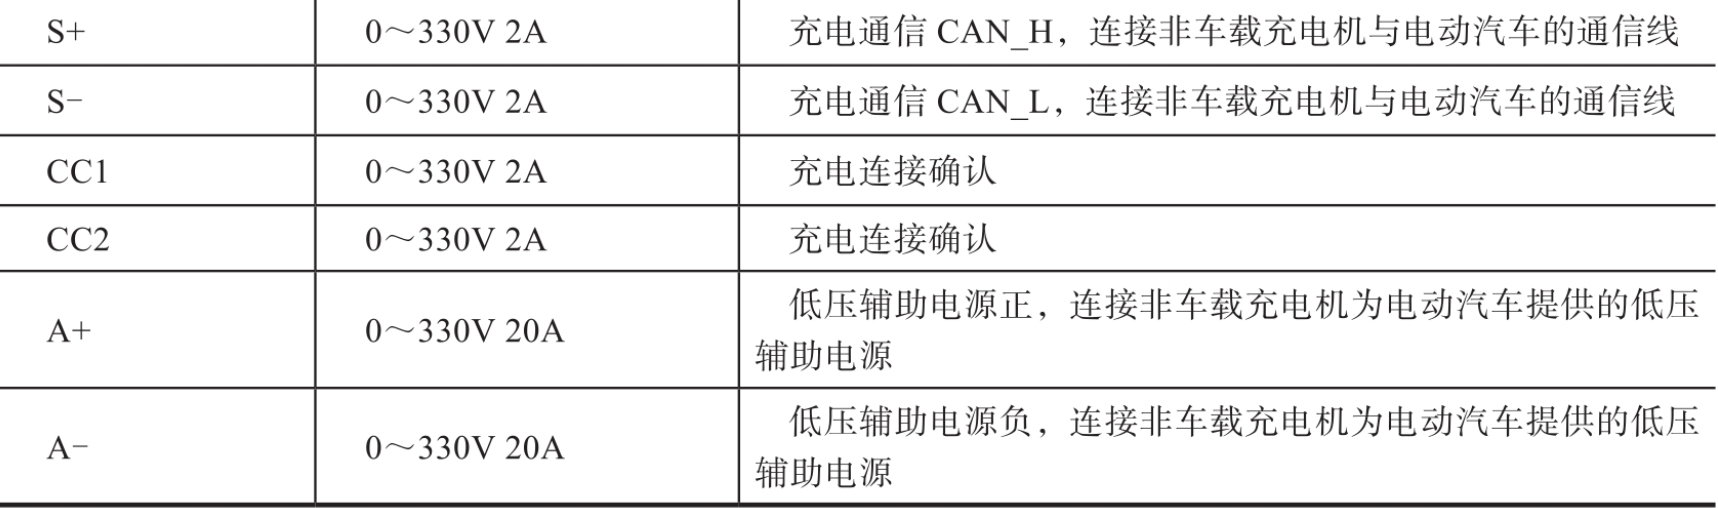 S+ 0～330V 2A 充电通信 CAN_H，连接非车载充电机与电动汽车的通信线
S− 0～330V 2A 充电通信 CAN_L，连接非车载充电机与电动汽车的通信线
CC1 0～330V 2A 充电连接确认
CC2 0～330V 2A 充电连接确认
A+ 0～330V 20A 低压辅助电源正，连接非车载充电机为电动汽车提供的低压
辅助电源
A− 0～330V 20A 低压辅助电源负，连接非车载充电机为电动汽车提供的低压
辅助电源